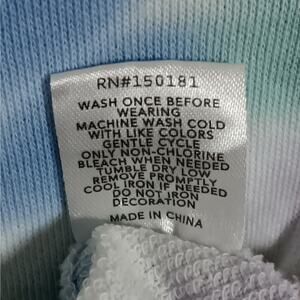 RN#150181
WASH ONCE BEFORE
WEARING
MACHINE WASH COLD
WITH LIKE COLORS
GENTLE CYCLE
ONLY NON-CHLORINE
BLEACH WHEN NEEDED
TUMBLE DRY LOW
REMOVE PROMPTLY
COOL IRON IF NEEDED
DO NOT IRON
DECORATION
MADE IN CHINA